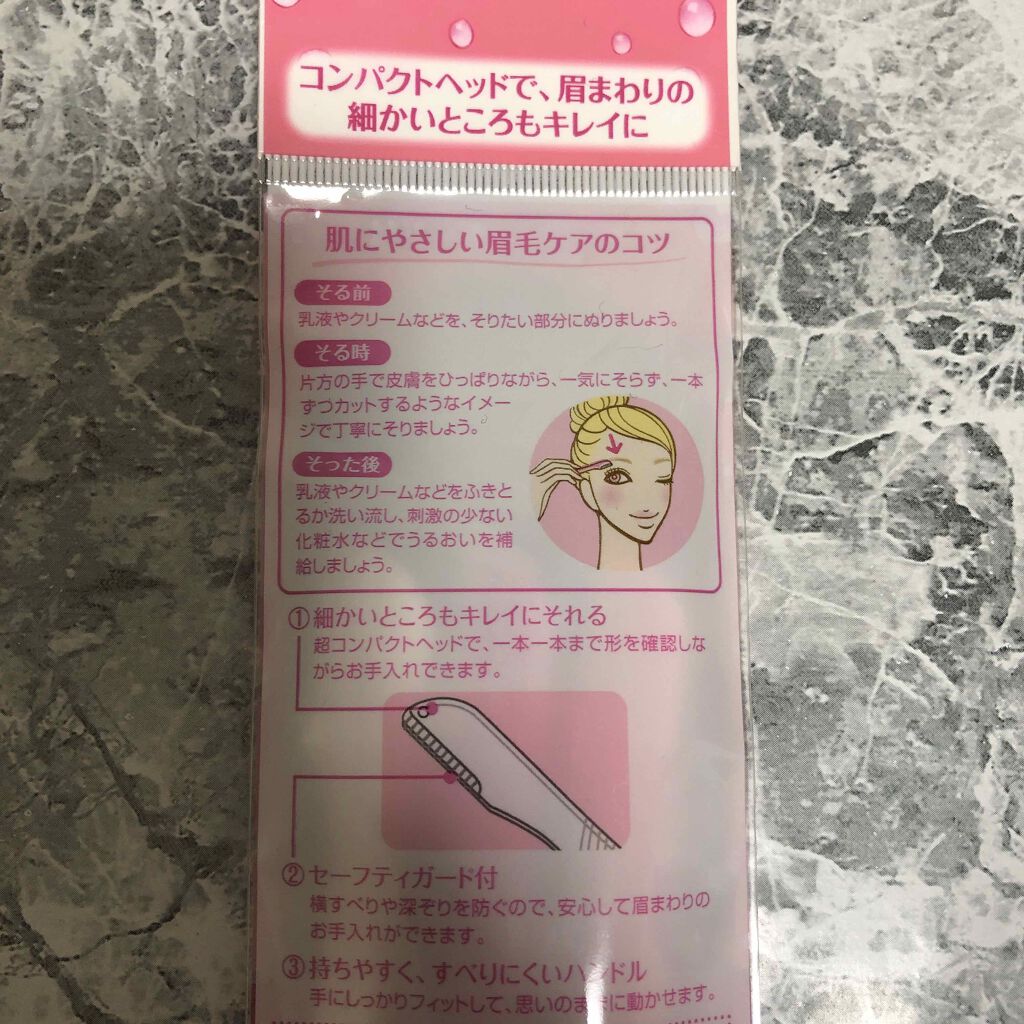 コンパクトヘッドで、眉まわりの
細かいところもキレイに
肌にやさしい眉毛ケアのコツ
そる前
乳液やクリームなどを、そりたい部分にぬりましょう。
そる時
片方の手で皮膚をひっぱりながら、一気にそらず、一本
ずつカットするようなイメー
ジで丁寧にそりましょう。
そった後
乳液やクリームなどをふきと
るか洗い流し、刺激の少ない
化粧水などでうるおいを補
給しましょう。
①細かいところもキレイにそれる
超コンパクトヘッドで、一本一本まで形を確認しな
がらお手入れできます。
②セーフティガード付
横すべりや深ぞりを防ぐので、安心して眉まわりの
お手入れができます。
③持ちやすく、すべりにくいハンドル
手にしっかりフィットして、思いのままに動かせます。